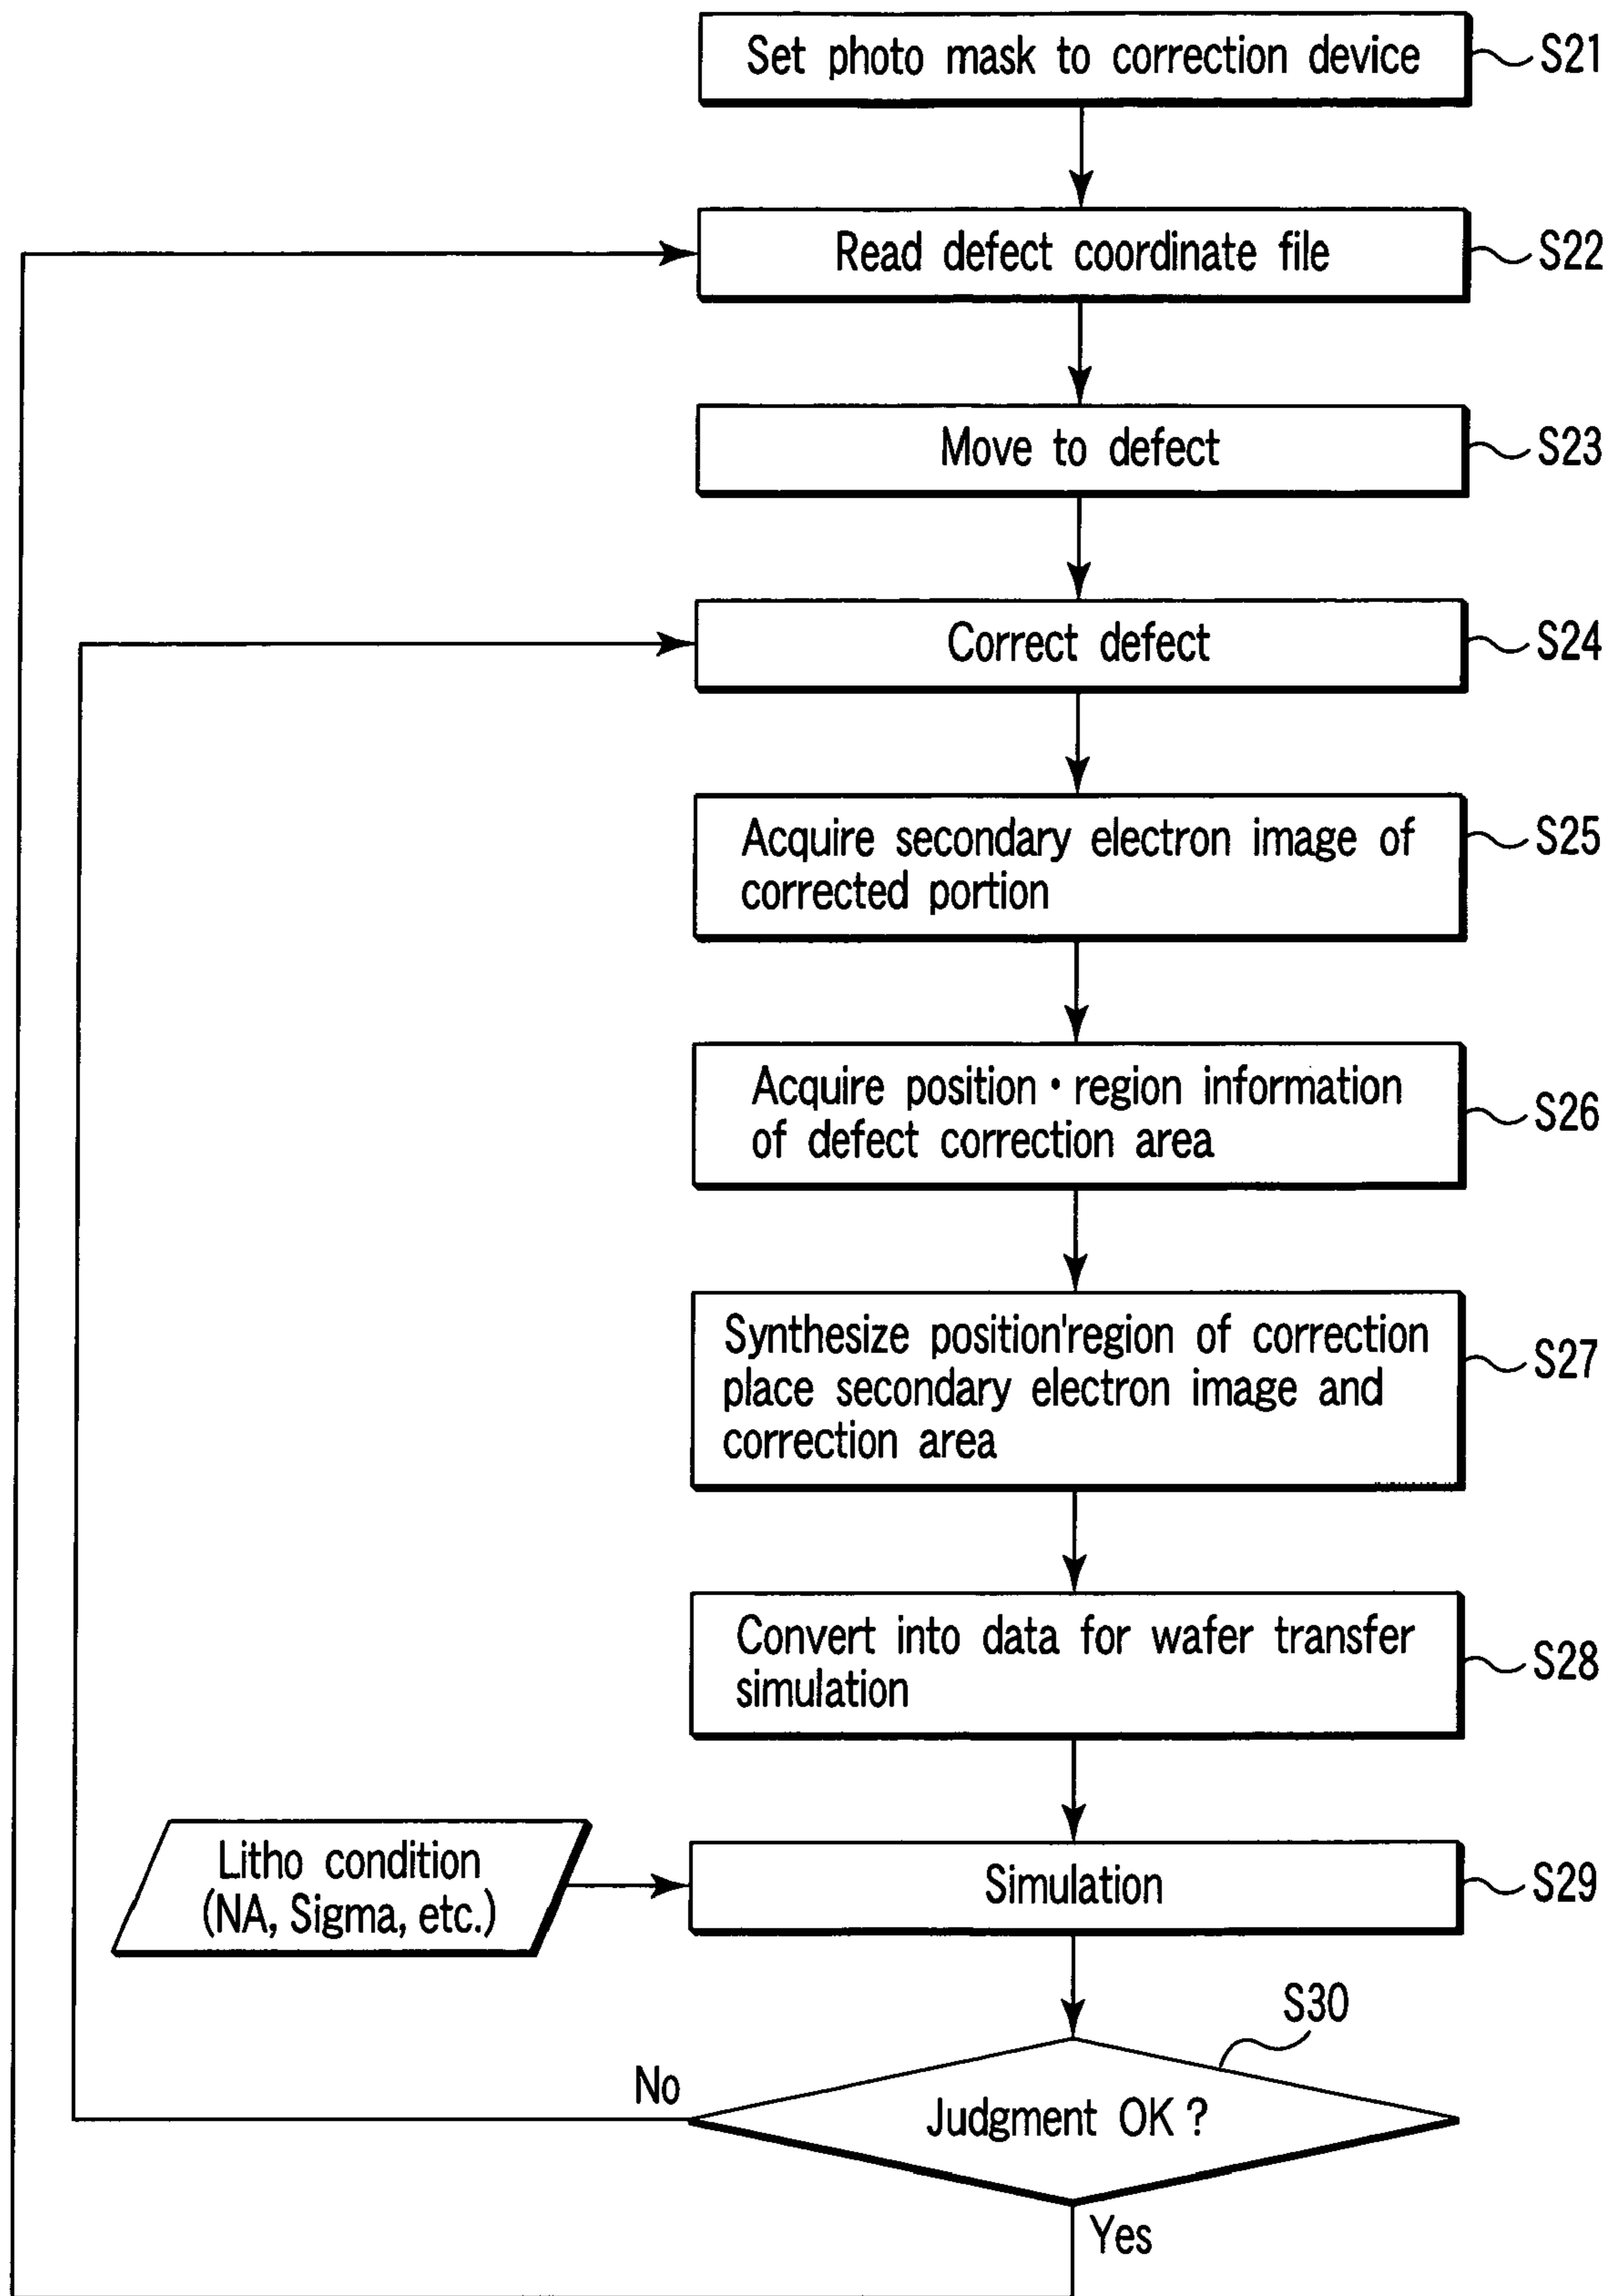 Set photo mask to correction device
S21
Read defect coordinate file
S22
Move to defect
S23
Correct defect
S24
Acquire secondary electron image of
corrected portion
S25
Acquire position・region information
of defect correction area
S26
Synthesize position'region of correction
place secondary electron image and
correction area
S27
Convert into data for wafer transfer
simulation
S28
Litho condition
(NA, Sigma, etc.)
Simulation
S29
S30
No
Judgment OK ?
Yes